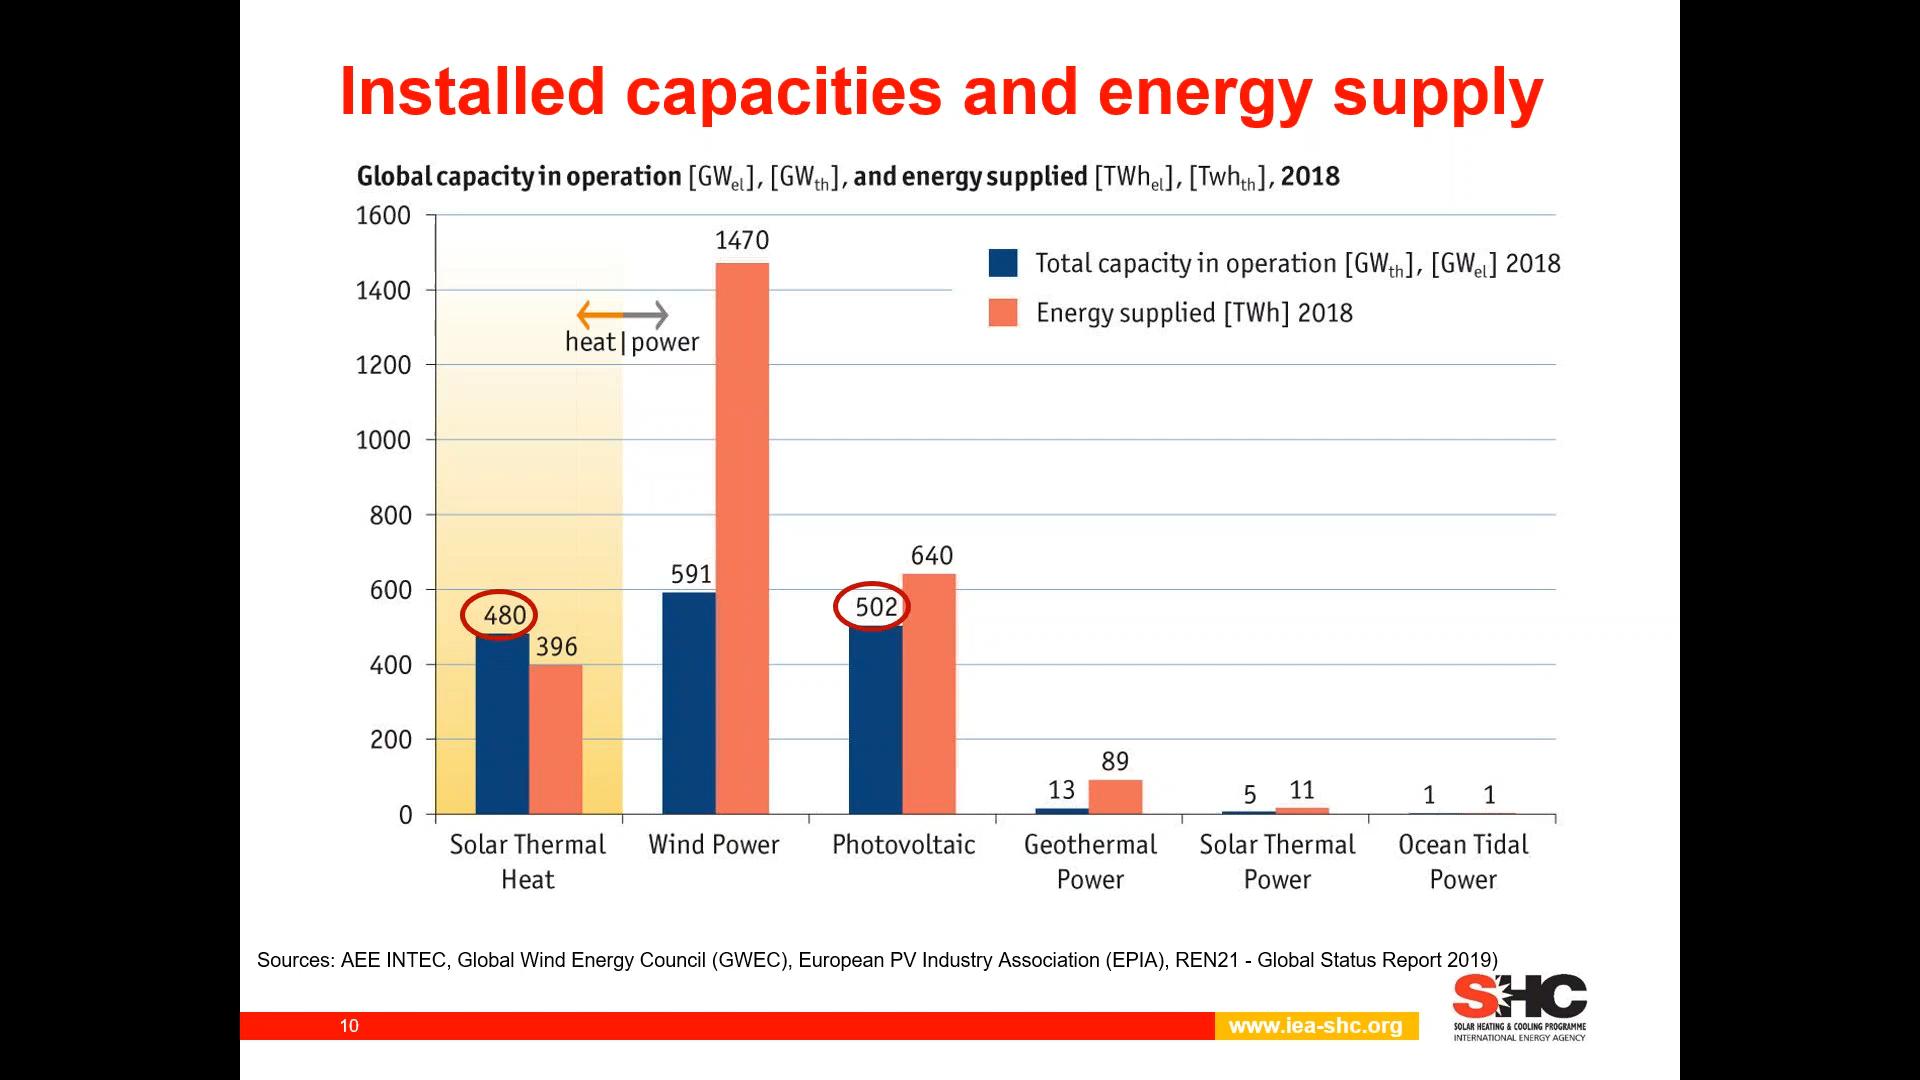 Installed capacities and energy supply
Global capacity in operation [GWel], [GWth], and energy supplied [TWhel], [Twhth], 2018
1600
1400
1200
1000
800
600
400
200
0
Total capacity in operation [GWth], [GWel] 2018
Energy supplied [TWh] 2018
heat|power
480
396
591
1470
502
640
13
89
5
11
1
1
Solar Thermal
Heat
Wind Power
Photovoltaic
Geothermal
Power
Solar Thermal
Power
Ocean Tidal
Power
Sources: AEE INTEC, Global Wind Energy Council (GWEC), European PV Industry Association (EPIA), REN21 - Global Status Report 2019)
10
www.iea-shc.org
SHC
SOLAR HEATING & COOLING PROGRAMME
INTERNATIONAL ENERGY AGENCY